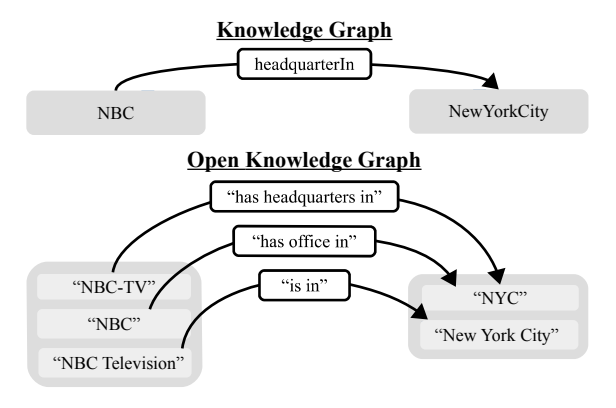 Knowledge Graph
headquarterIn
NBC
NewYorkCity
Open Knowledge Graph
“has headquarters in”
“has office in”
“is in”
“NBC-TV”
“NBC”
“NBC Television”
“NYC”
“New York City”